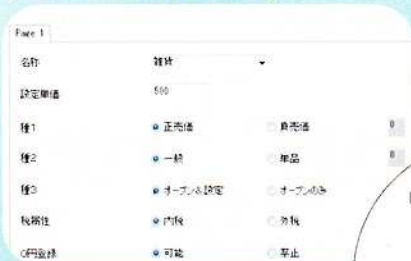 Page 1
名称 雑貨
設定単価 500
種1 正売価 負売価 0
種2 一般 単品 0
種3 オープン&設定 オープンのみ
税属性 内税 外税
0円登録 可能 禁止